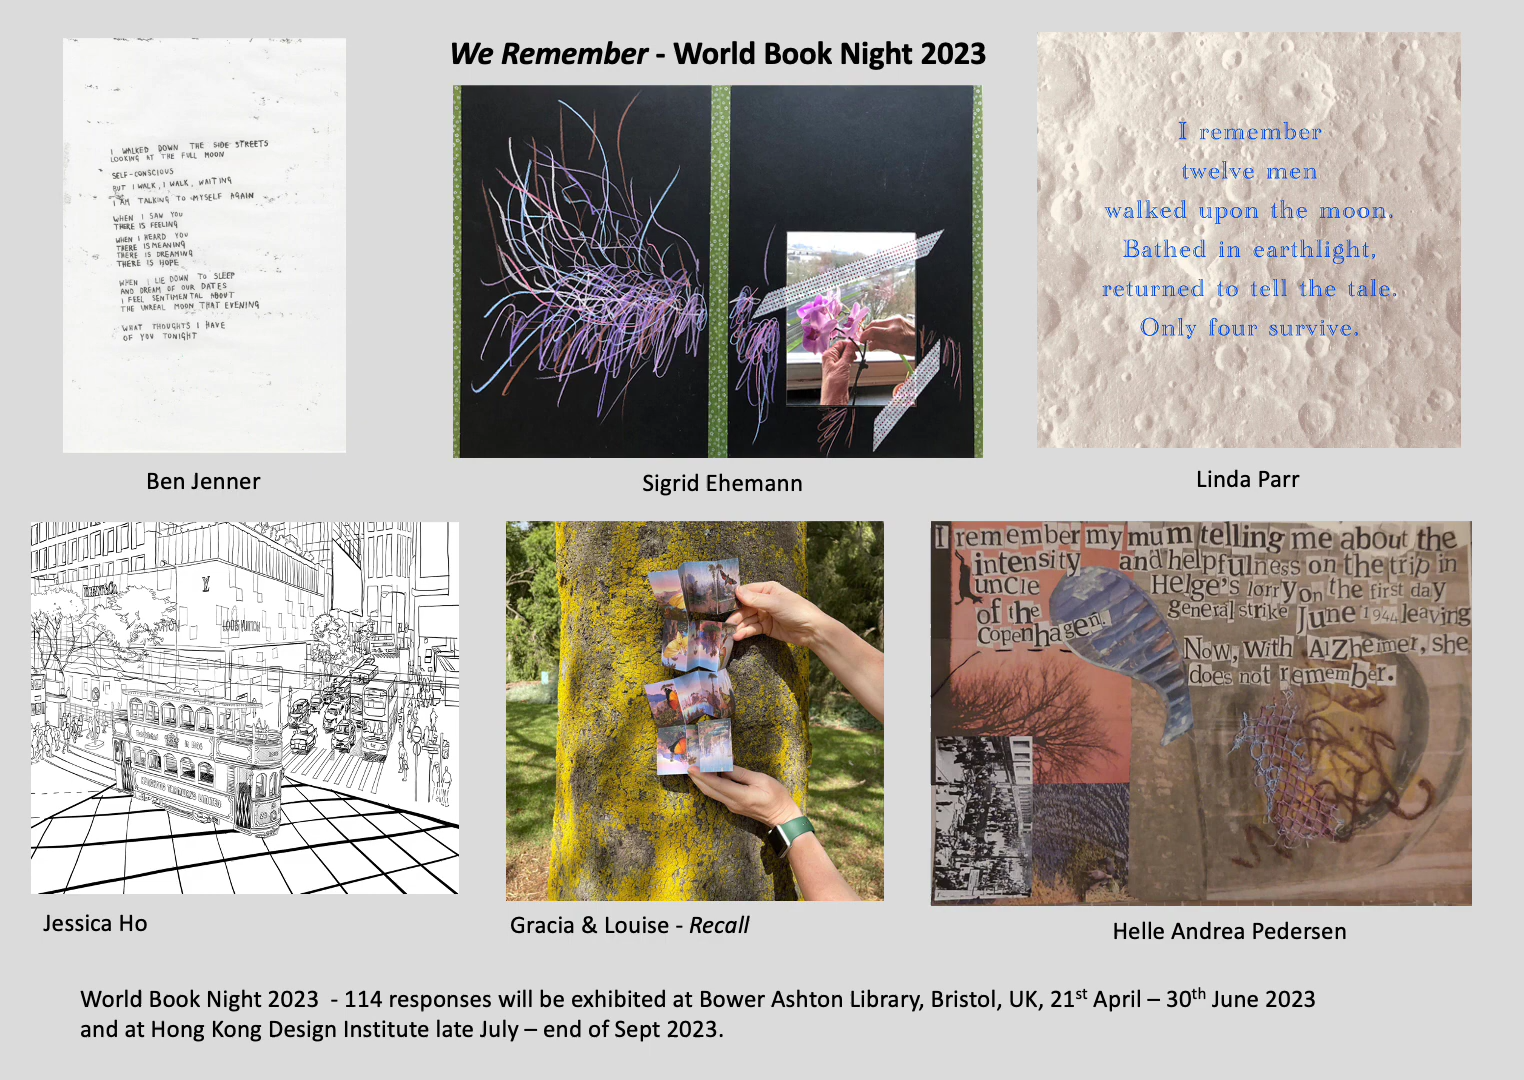 We Remember - World Book Night 2023
I WALKED DOWN THE SIDE STREETS
LOOKING AT THE FULL MOON
SELF-CONSCIOUS
BUT I WALK, I WALK, WAITING
I AM TALKING TO MYSELF AGAIN
WHEN I SAW YOU
THERE IS FEELING
WHEN I HEARD YOU
THERE IS MEANING
THERE IS DREAMING
THERE IS HOPE
WHEN I LIE DOWN TO SLEEP
AND DREAM OF OUR DATES
I FEEL SENTIMENTAL ABOUT
THE UNREAL MOON THAT EVENING
WHAT THOUGHTS I HAVE
OF YOU TONIGHT
Ben Jenner
Sigrid Ehemann
I remember
twelve men
walked upon the moon.
Bathed in earthlight,
returned to tell the tale.
Only four survive.
Linda Parr
LOUIS VUITTON
Jessica Ho
Gracia & Louise - Recall
I remember my mum telling me about the
intensity and helpfulness on the trip in
uncle Helge's lorry on the first day
of the general strike June 1944 leaving
Copenhagen.
Now, with Alzheimer, she
does not remember.
Helle Andrea Pedersen
World Book Night 2023 - 114 responses will be exhibited at Bower Ashton Library, Bristol, UK, 21st April – 30th June 2023
and at Hong Kong Design Institute late July – end of Sept 2023.